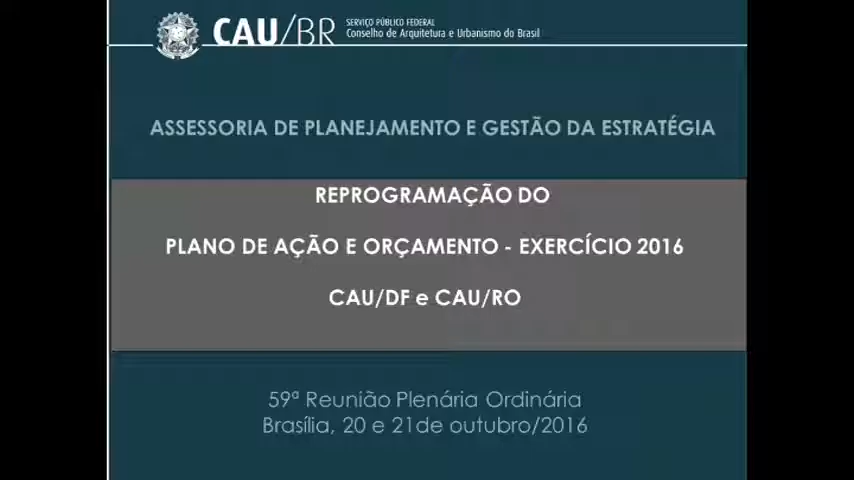 CAU/BR
SERVIÇO PÚBLICO FEDERAL
Conselho de Arquitetura e Urbanismo do Brasil
ASSESSORIA DE PLANEJAMENTO E GESTÃO DA ESTRATÉGIA
REPROGRAMAÇÃO DO
PLANO DE AÇÃO E ORÇAMENTO - EXERCÍCIO 2016
CAU/DF e CAU/RO
59ª Reunião Plenária Ordinária
Brasília, 20 e 21de outubro/2016